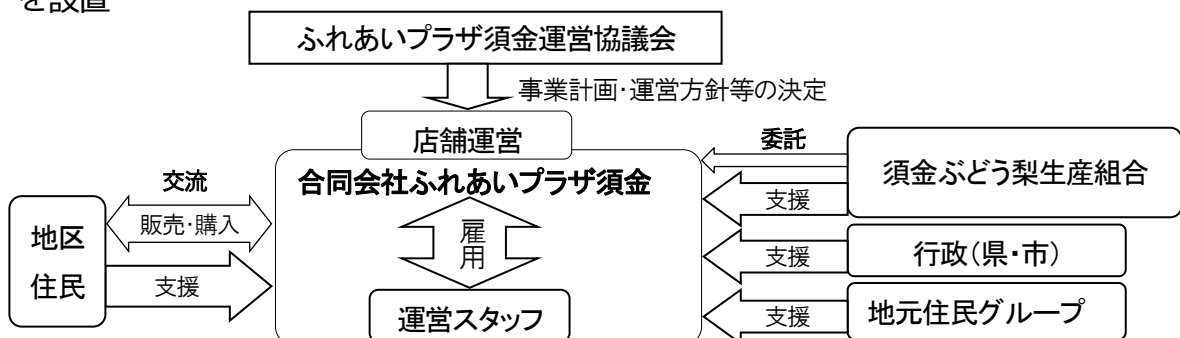 を設置
ふれあいプラザ須金運営協議会
事業計画・運営方針等の決定
店舗運営
合同会社ふれあいプラザ須金
雇用
運営スタッフ
地区
住民
交流
販売・購入
支援
委託
須金ぶどう梨生産組合
支援
行政(県・市)
支援
地元住民グループ
支援